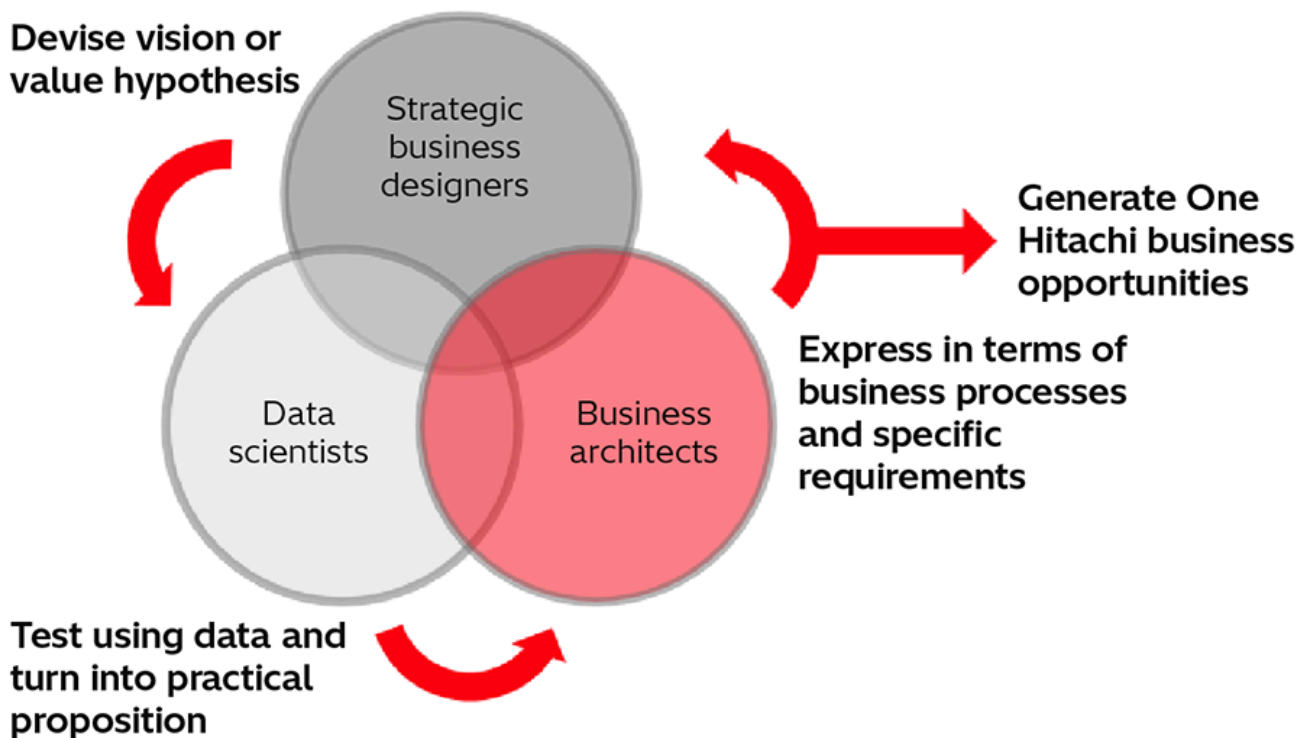 Devise vision or
value hypothesis
Strategic
business
designers
Generate One
Hitachi business
opportunities
Express in terms of
business processes
and specific
requirements
Data
scientists
Business
architects
Test using data and
turn into practical
proposition